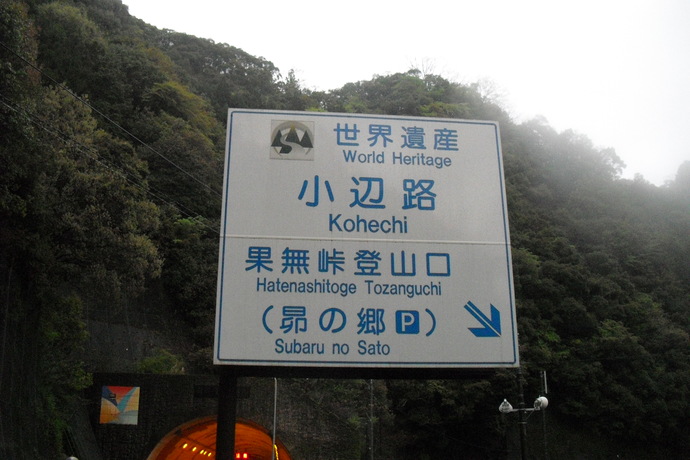 世界遺産
World Heritage
小辺路
Kohechi
果無峠登山口
Hatenashitoge Tozanguchi
(昴の郷P)
Subaru no Sato